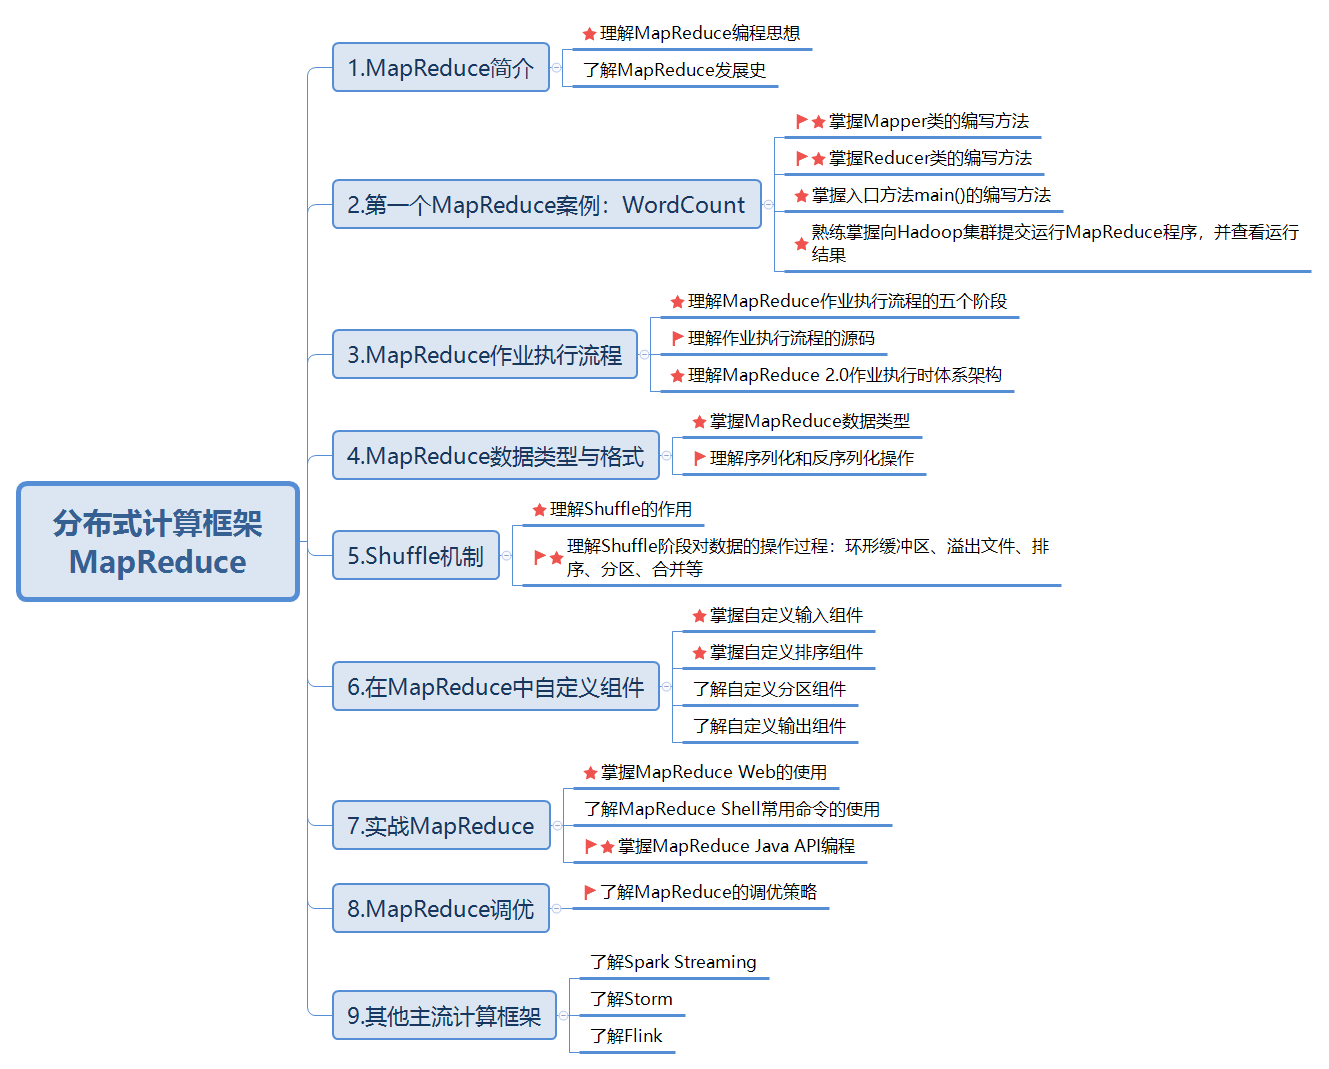 分布式计算框架
MapReduce
1.MapReduce简介
理解MapReduce编程思想
了解MapReduce发展史
2.第一个MapReduce案例：WordCount
掌握Mapper类的编写方法
掌握Reducer类的编写方法
掌握入口方法main()的编写方法
熟练掌握向Hadoop集群提交运行MapReduce程序，并查看运行
结果
3.MapReduce作业执行流程
理解MapReduce作业执行流程的五个阶段
理解作业执行流程的源码
理解MapReduce 2.0作业执行时体系架构
4.MapReduce数据类型与格式
掌握MapReduce数据类型
理解序列化和反序列化操作
5.Shuffle机制
理解Shuffle的作用
理解Shuffle阶段对数据的操作过程：环形缓冲区、溢出文件、排
序、分区、合并等
6.在MapReduce中自定义组件
掌握自定义输入组件
掌握自定义排序组件
了解自定义分区组件
了解自定义输出组件
7.实战MapReduce
掌握MapReduce Web的使用
了解MapReduce Shell常用命令的使用
掌握MapReduce Java API编程
8.MapReduce调优
了解MapReduce的调优策略
9.其他主流计算框架
了解Spark Streaming
了解Storm
了解Flink